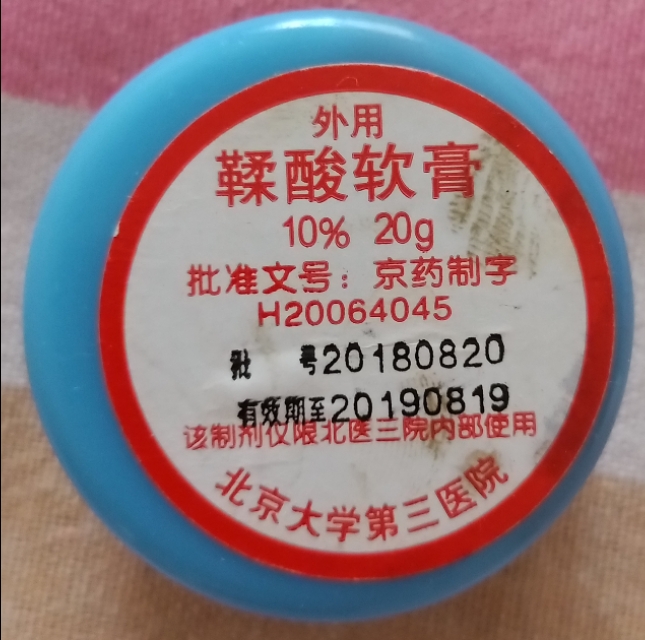 外用
鞣酸软膏
10% 20g
批准文号：京药制字
H20064045
批 号20180820
有效期至20190819
该制剂仅限北医三院内部使用
北京大学第三医院